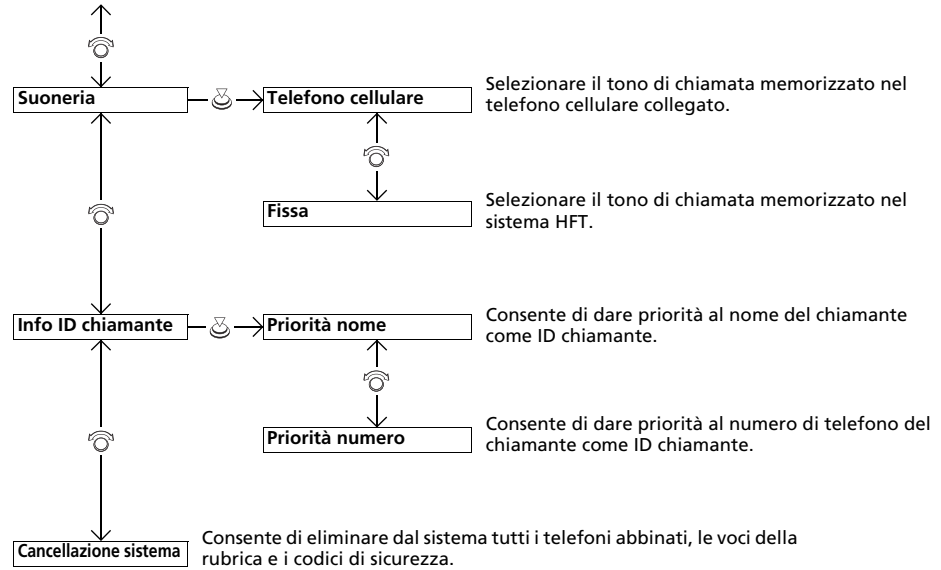 Suoneria
Telefono cellulare
Selezionare il tono di chiamata memorizzato nel
telefono cellulare collegato.
Fissa
Selezionare il tono di chiamata memorizzato nel
sistema HFT.
Info ID chiamante
Priorità nome
Consente di dare priorità al nome del chiamante
come ID chiamante.
Priorità numero
Consente di dare priorità al numero di telefono del
chiamante come ID chiamante.
Cancellazione sistema
Consente di eliminare dal sistema tutti i telefoni abbinati, le voci della
rubrica e i codici di sicurezza.